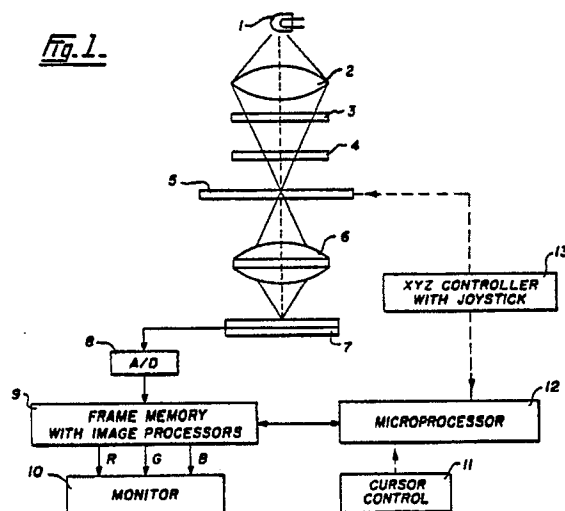 Fig. 1.
1
2
3
4
5
6
7
8
A/D
9
FRAME MEMORY
WITH IMAGE PROCESSORS
R G B
10
MONITOR
13
XYZ CONTROLLER
WITH JOYSTICK
12
MICROPROCESSOR
11
CURSOR
CONTROL